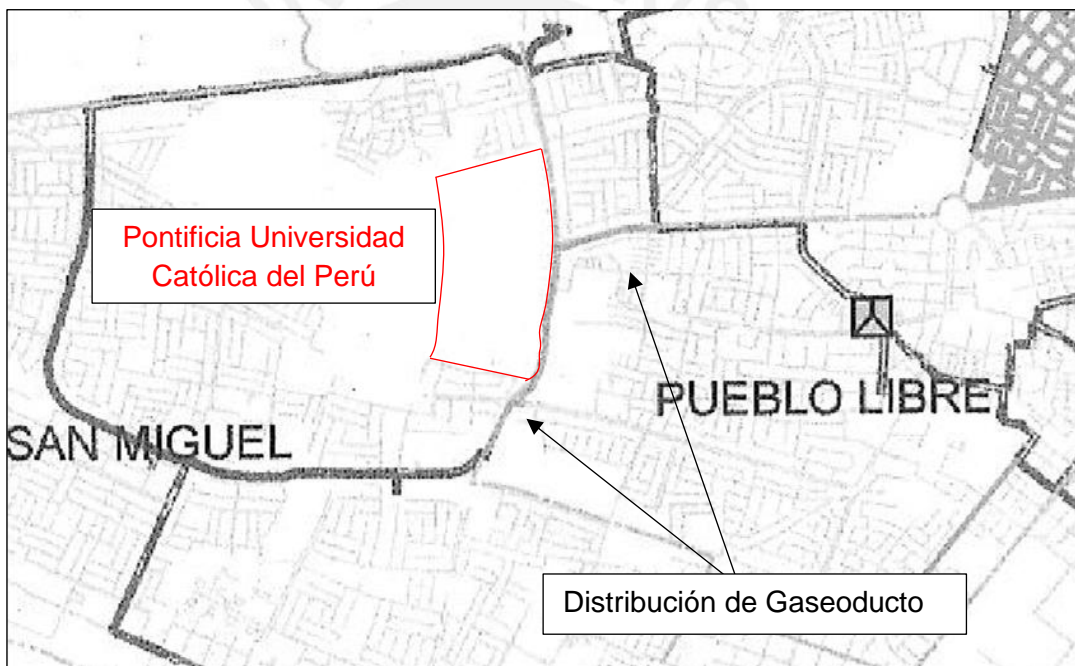 Pontificia Universidad
Católica del Perú
PUEBLO LIBRE
SAN MIGUEL
Distribución de Gaseoducto